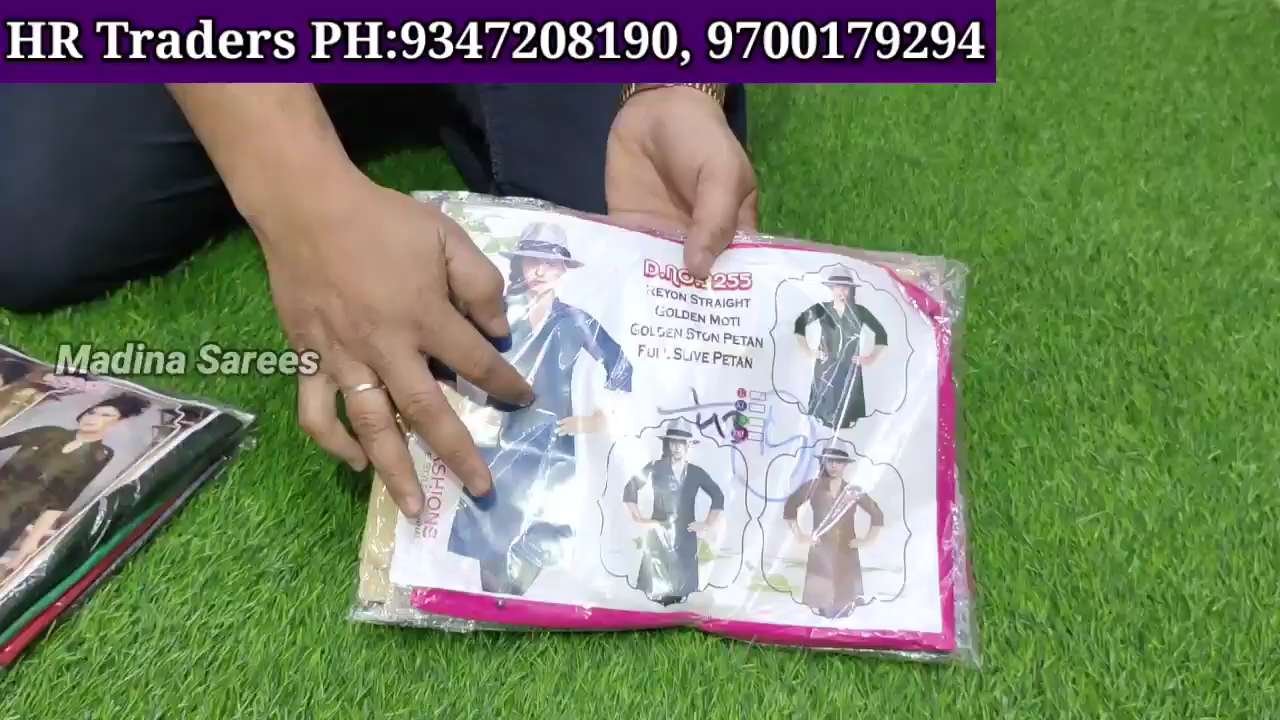 HR Traders PH:9347208190, 9700179294
D.NO. 255
REYON STRAIGHT
GOLDEN MOTI
GOLDEN STON PETAN
FULL SLIVE PETAN
Madina Sarees
L
FASHIONS